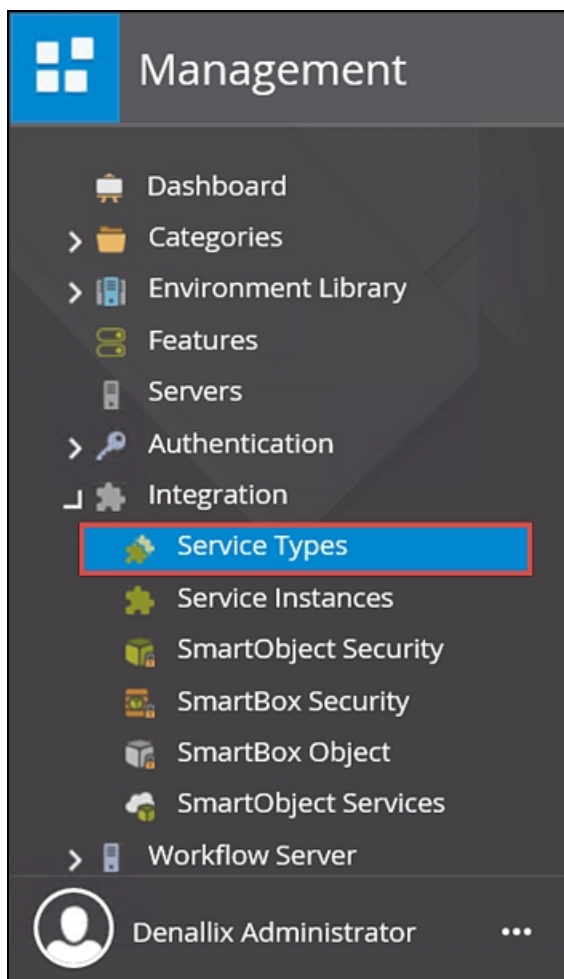 Management
Dashboard
Categories
Environment Library
Features
Servers
Authentication
Integration
Service Types
Service Instances
SmartObject Security
SmartBox Security
SmartBox Object
SmartObject Services
Workflow Server
Denallix Administrator